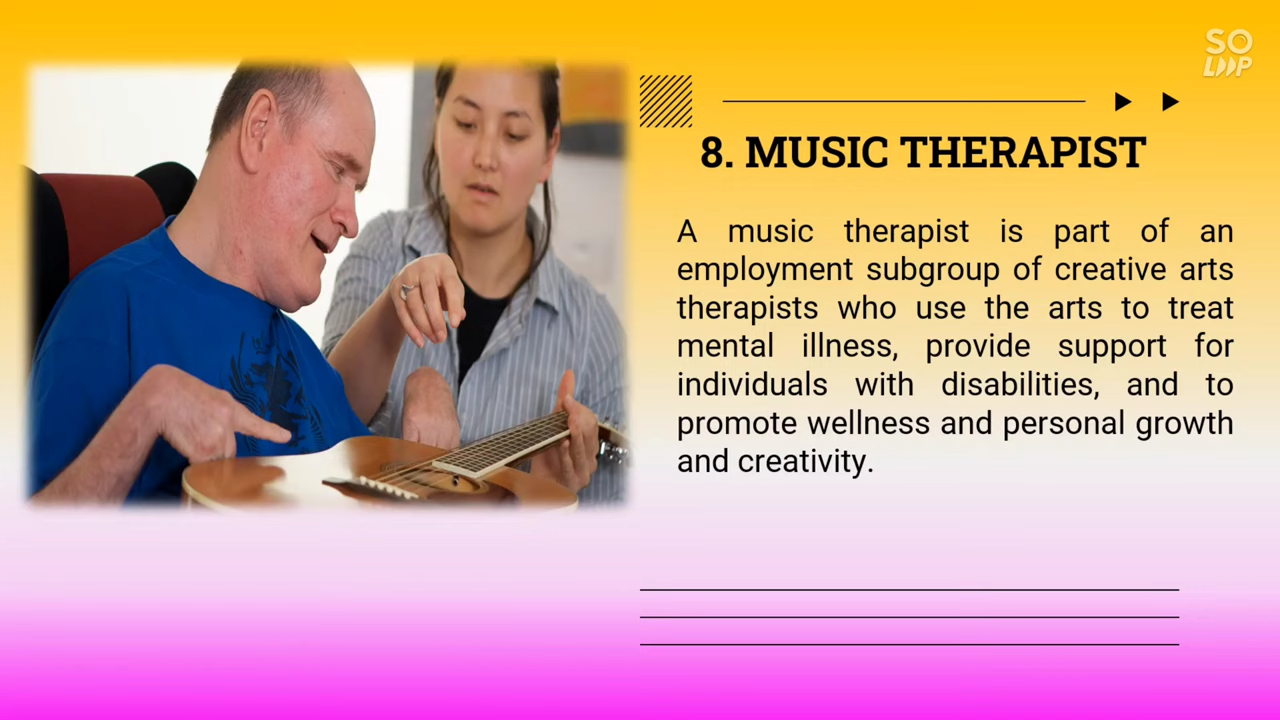 SO
LOOP
8. MUSIC THERAPIST
A music therapist is part of an
employment subgroup of creative arts
therapists who use the arts to treat
mental illness, provide support for
individuals with disabilities, and to
promote wellness and personal growth
and creativity.